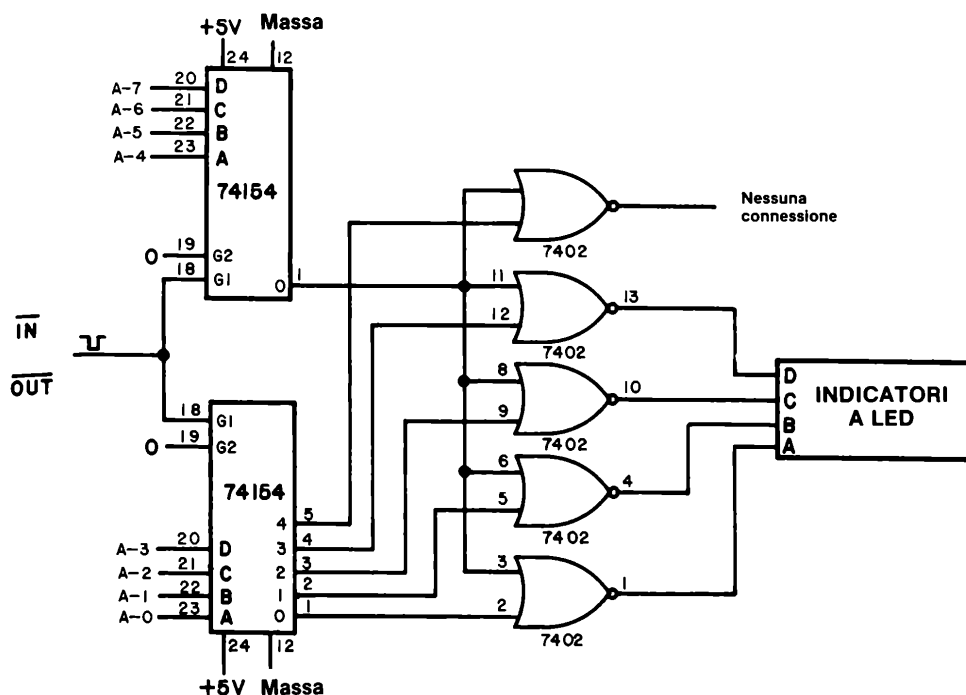 +5V Massa
24 12
A-7 20 D
A-6 21 C
A-5 22 B
A-4 23 A
74154
0 19 G2
18 G1
0 1
Nessuna
connessione
7402
11
12
13
7402
8
9
10
7402
6
5
4
7402
3
2
1
7402
IN
OUT
D
C
B
A
INDICATORI
A LED
18 G1
0 19 G2
74154
4 5
3 4
2 3
1 2
0 1
A-3 20 D
A-2 21 C
A-1 22 B
A-0 23 A
24 12
+5V Massa